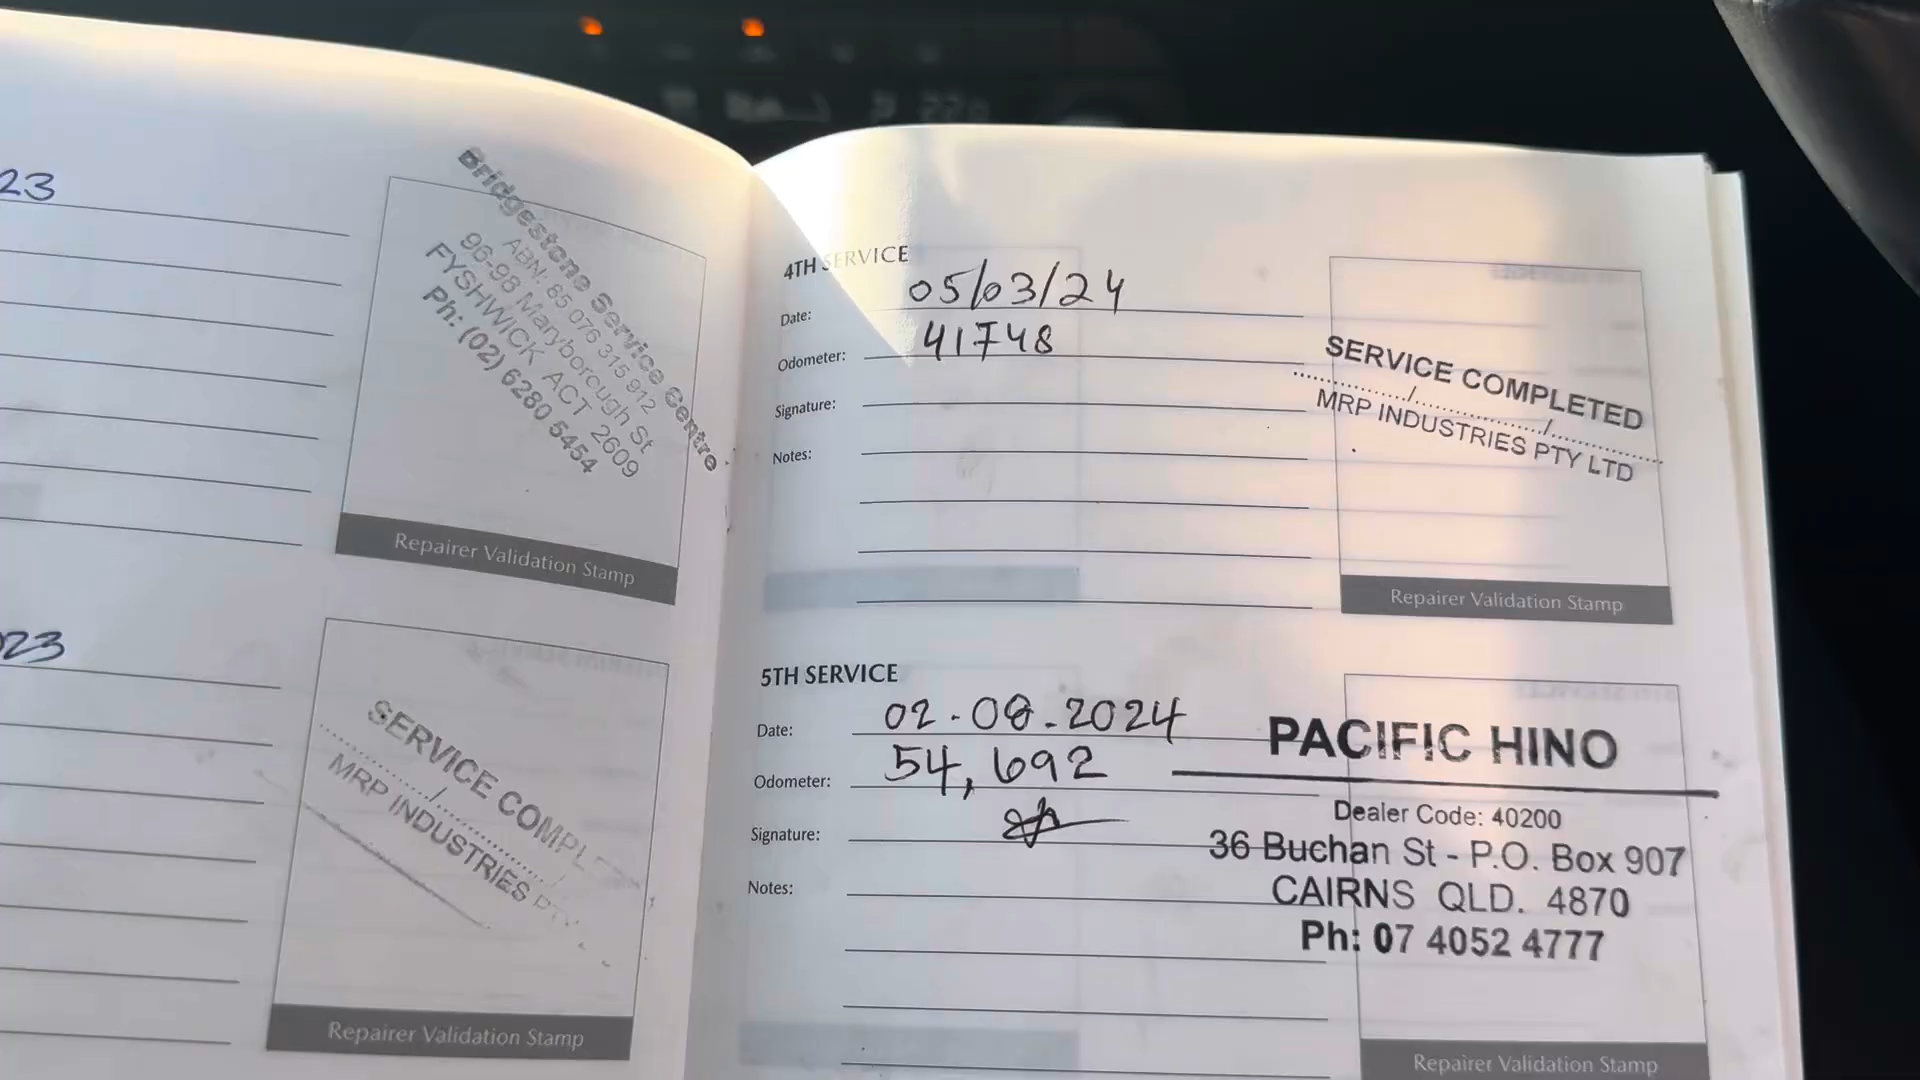 23
Bridgestone Service Centre
ABN: 85 076 315 912
96-98 Maryborough St
FYSHWICK ACT 2609
Ph: (02) 6280 5454
Repairer Validation Stamp
023
SERVICE COMPL
MRP INDUSTRIES PTY
Repairer Validation Stamp
4TH SERVICE
Date: 05/03/24
Odometer: 41748
Signature:
Notes:
SERVICE COMPLETED
............/............/............
MRP INDUSTRIES PTY LTD
Repairer Validation Stamp
5TH SERVICE
Date: 02.08.2024
Odometer: 54,692
Signature:
Notes:
PACIFIC HINO
Dealer Code: 40200
36 Buchan St - P.O. Box 907
CAIRNS QLD. 4870
Ph: 07 4052 4777
Repairer Validation Stamp